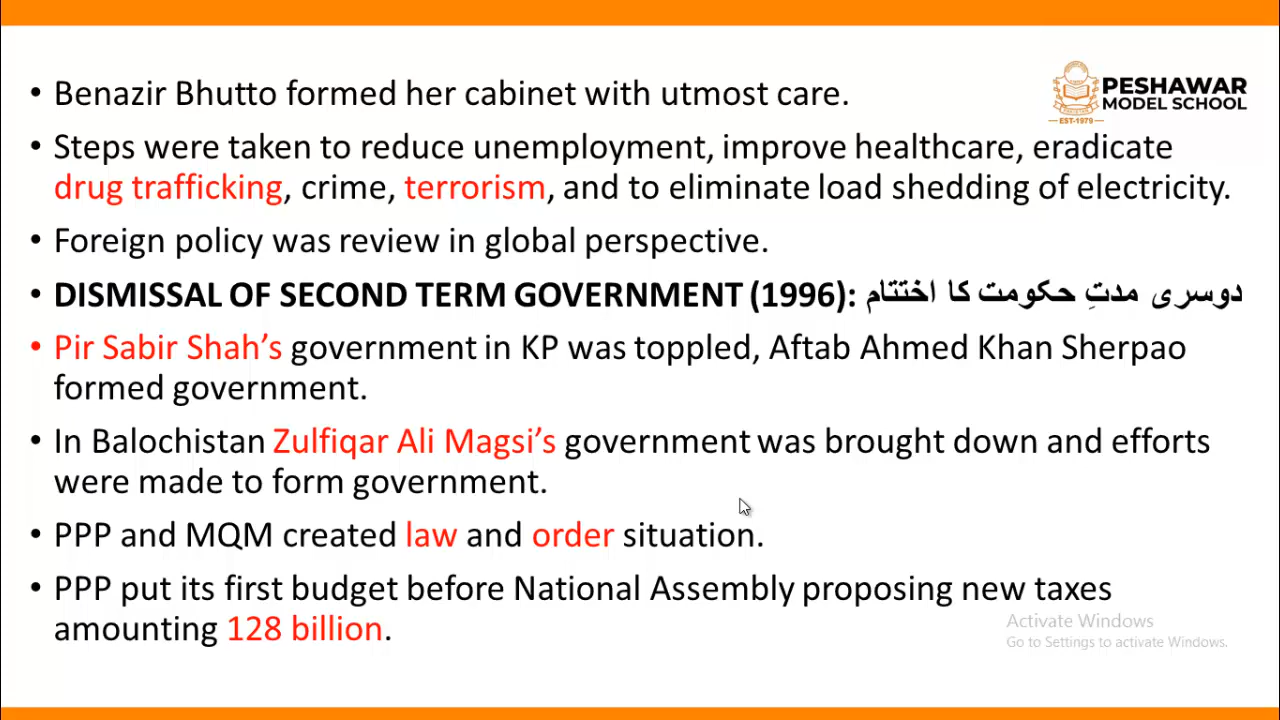 • Benazir Bhutto formed her cabinet with utmost care.
PESHAWAR
MODEL SCHOOL
EST-1979
• Steps were taken to reduce unemployment, improve healthcare, eradicate
drug trafficking, crime, terrorism, and to eliminate load shedding of electricity.
• Foreign policy was review in global perspective.
• DISMISSAL OF SECOND TERM GOVERNMENT (1996): دوسری مدتِ حکومت کا اختتام
• Pir Sabir Shah’s government in KP was toppled, Aftab Ahmed Khan Sherpao
formed government.
• In Balochistan Zulfiqar Ali Magsi’s government was brought down and efforts
were made to form government.
• PPP and MQM created law and order situation.
• PPP put its first budget before National Assembly proposing new taxes
amounting 128 billion.
Activate Windows
Go to Settings to activate Windows.